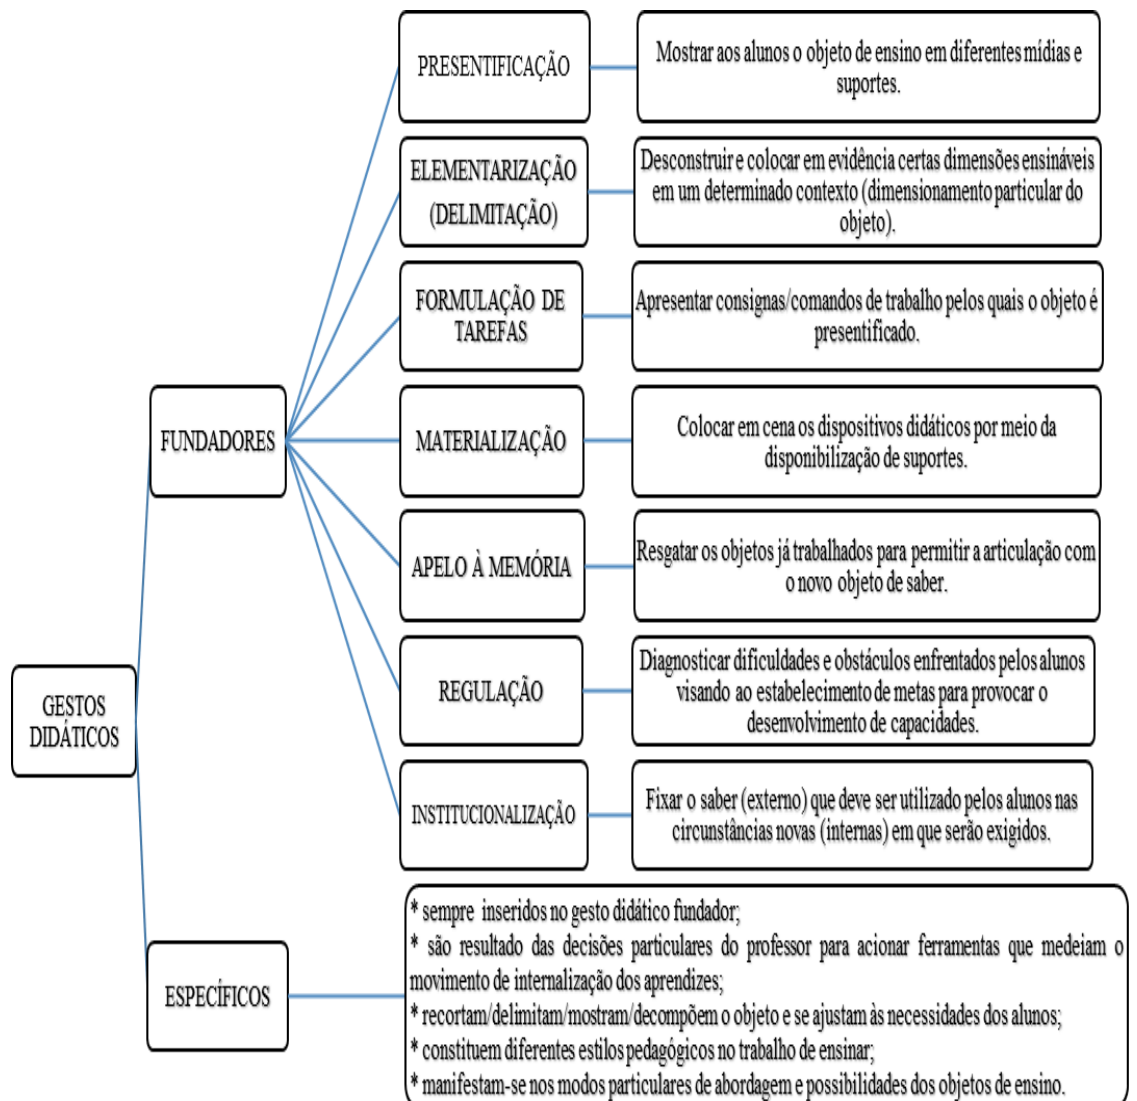 PRESENTIFICAÇÃO
Mostrar aos alunos o objeto de ensino em diferentes mídias e
suportes.
ELEMENTARIZAÇÃO
(DELIMITAÇÃO)
Desconstruir e colocar em evidência certas dimensões ensináveis
em um determinado contexto (dimensionamento particular do
objeto).
FORMULAÇÃO DE
TAREFAS
Apresentar consignas/comandos de trabalho pelos quais o objeto é
presentificado.
FUNDADORES
MATERIALIZAÇÃO
Colocar em cena os dispositivos didáticos por meio da
disponibilização de suportes.
APELO À MEMÓRIA
Resgatar os objetos já trabalhados para permitir a articulação com
o novo objeto de saber.
REGULAÇÃO
Diagnosticar dificuldades e obstáculos enfrentados pelos alunos
visando ao estabelecimento de metas para provocar o
desenvolvimento de capacidades.
GESTOS
DIDÁTICOS
INSTITUCIONALIZAÇÃO
Fixar o saber (externo) que deve ser utilizado pelos alunos nas
circunstâncias novas (internas) em que serão exigidos.
ESPECÍFICOS
* sempre inseridos no gesto didático fundador;
* são resultado das decisões particulares do professor para acionar ferramentas que medeiam o
movimento de internalização dos aprendizes;
* recortam/delimitam/mostram/decompõem o objeto e se ajustam às necessidades dos alunos;
* constituem diferentes estilos pedagógicos no trabalho de ensinar;
* manifestam-se nos modos particulares de abordagem e possibilidades dos objetos de ensino.